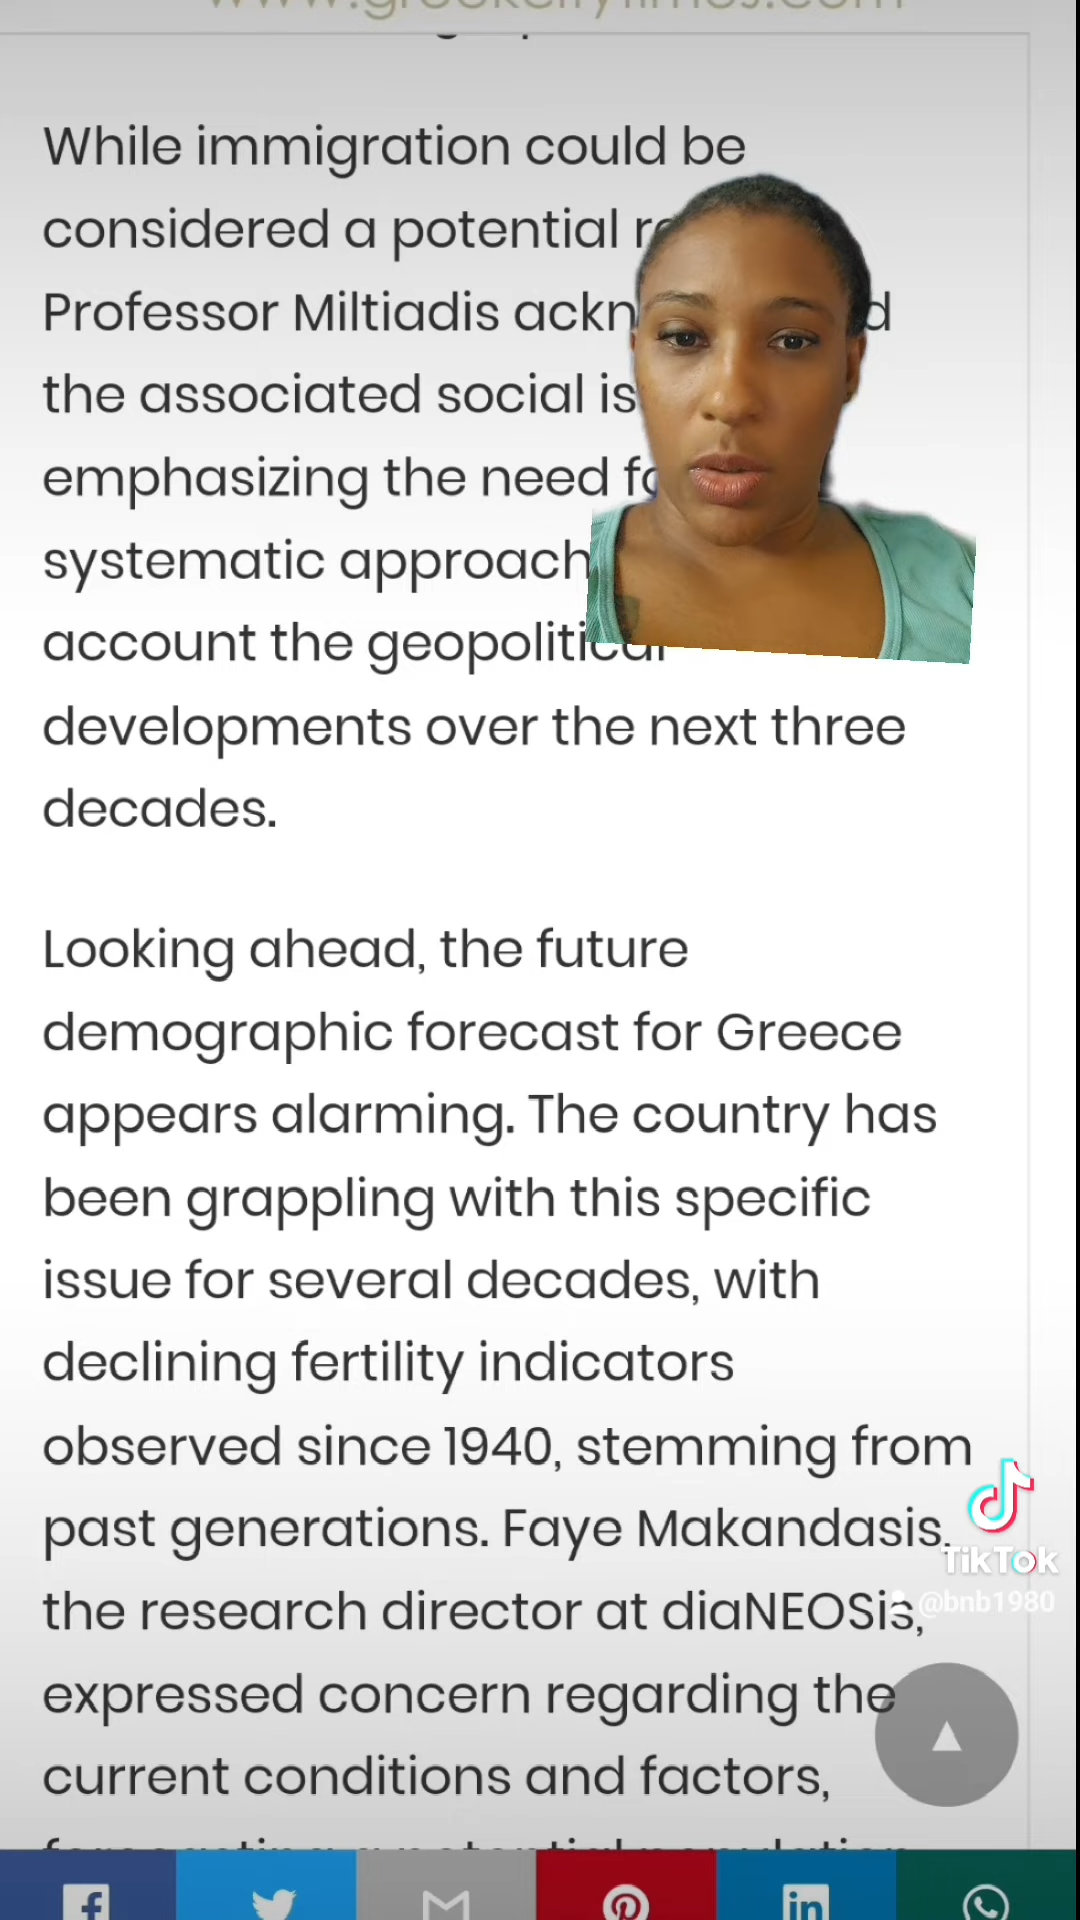 While immigration could be
considered a potential
Professor Miltiadis
the associated social
emphasizing the need
systematic approach
account the geopolitical
developments over the next three
decades.
Looking ahead, the future
demographic forecast for Greece
appears alarming. The country has
been grappling with this specific
issue for several decades, with
declining fertility indicators
observed since 1940, stemming from
past generations. Faye Makandasis,
the research director at diaNEOSis,
expressed concern regarding the
current conditions and factors,
TikTok
@bnb1980